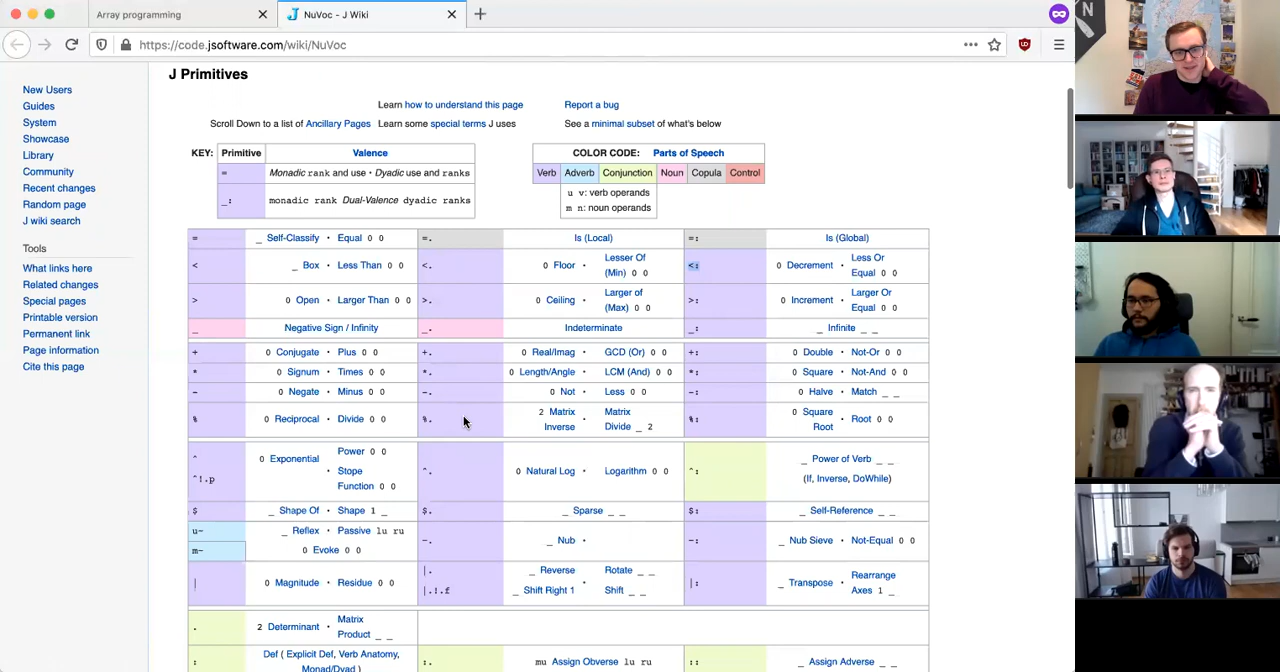 Array programming
NuVoc - J Wiki
https://code.jsoftware.com/wiki/NuVoc
N
New Users
Guides
System
Showcase
Library
Community
Recent changes
Random page
J wiki search
Tools
What links here
Related changes
Special pages
Printable version
Permanent link
Page information
Cite this page
J Primitives
Learn how to understand this page Report a bug
Scroll Down to a list of Ancillary Pages Learn some special terms J uses See a minimal subset of what's below
KEY: Primitive Valence
= Monadic rank and use • Dyadic use and ranks
_: monadic rank Dual-Valence dyadic ranks
COLOR CODE: Parts of Speech
Verb Adverb Conjunction Noun Copula Control
u v: verb operands
m n: noun operands
= _ Self-Classify • Equal 0 0 =. Is (Local) =: Is (Global)
< _ Box • Less Than 0 0 <. 0 Floor • Lesser Of (Min) 0 0 <: 0 Decrement • Less Or Equal 0 0
> 0 Open • Larger Than 0 0 >. 0 Ceiling • Larger of (Max) 0 0 >: 0 Increment • Larger Or Equal 0 0
_ Negative Sign / Infinity _. Indeterminate _: _ Infinite _ _
+ 0 Conjugate • Plus 0 0 +. 0 Real/Imag • GCD (Or) 0 0 +: 0 Double • Not-Or 0 0
* 0 Signum • Times 0 0 *. 0 Length/Angle • LCM (And) 0 0 *: 0 Square • Not-And 0 0
- 0 Negate • Minus 0 0 -. 0 Not • Less 0 0 -: 0 Halve • Match _ _
% 0 Reciprocal • Divide 0 0 %. 2 Matrix Inverse • Matrix Divide _ 2 %: 0 Square Root • Root 0 0
^ 0 Exponential • Power 0 0 ^. 0 Natural Log • Logarithm 0 0 ^: _ Power of Verb _ _
^!.p • Stope Function 0 0 (If, Inverse, DoWhile)
$ _ Shape Of • Shape 1 _ $. _ Sparse _ _ $: _ Self-Reference _ _
u~ _ Reflex • Passive lu ru ~. _ Nub • ~: _ Nub Sieve • Not-Equal 0 0
m~ 0 Evoke 0 0
| 0 Magnitude • Residue 0 0 |. _ Reverse • Rotate _ _ |: _ Transpose • Rearrange Axes 1 _
|.!.f _ Shift Right 1 Shift _ _
. 2 Determinant • Matrix Product _ _
: Def ( Explicit Def, Verb Anatomy, Monad/Dyad ) :. mu Assign Obverse lu ru :: _ Assign Adverse _ _